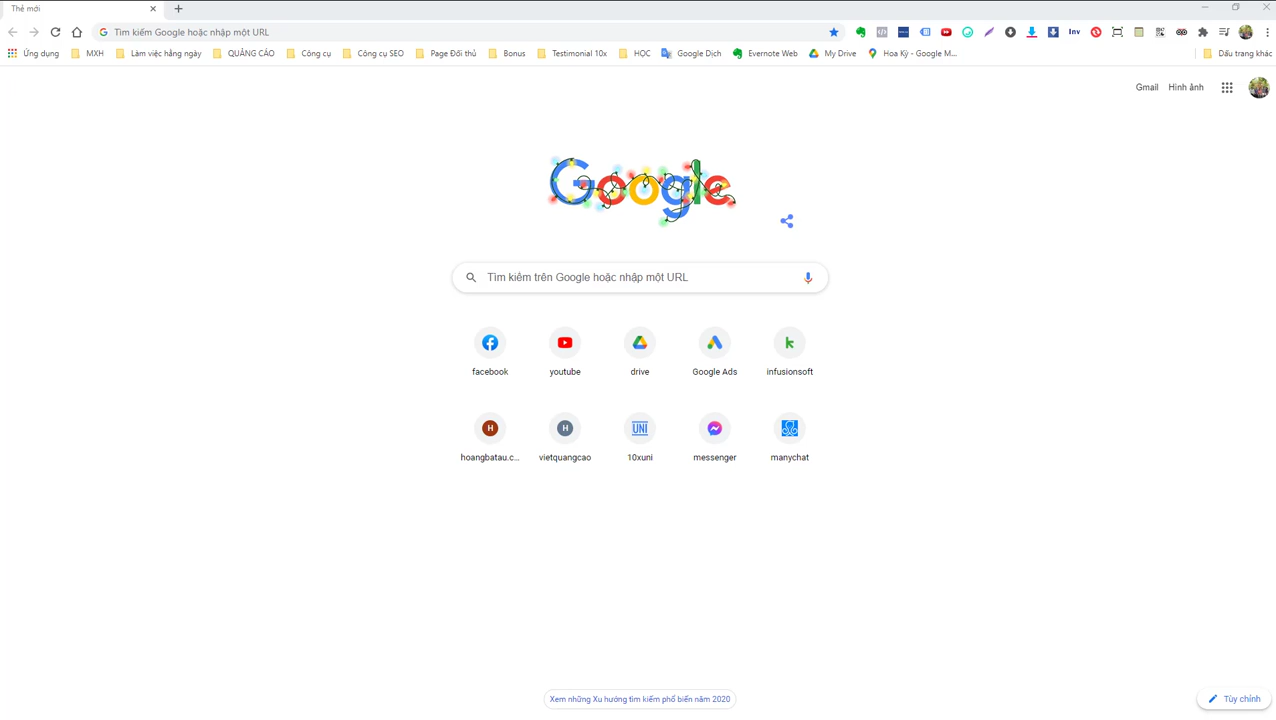 Thẻ mới
Tìm kiếm Google hoặc nhập một URL
Inv
Ứng dụng MXH Làm việc hằng ngày QUẢNG CÁO Công cụ Công cụ SEO Page Đối thủ Bonus Testimonial 10x HỌC Google Dịch Evernote Web My Drive Hoa Kỳ - Google M... Dấu trang khác
Gmail Hình ảnh
Google
Tìm kiếm trên Google hoặc nhập một URL
facebook youtube drive Google Ads infusionsoft
H H UNI
hoangbatau.c... vietquangcao 10xuni messenger manychat
Xem những Xu hướng tìm kiếm phổ biến năm 2020
Tùy chỉnh